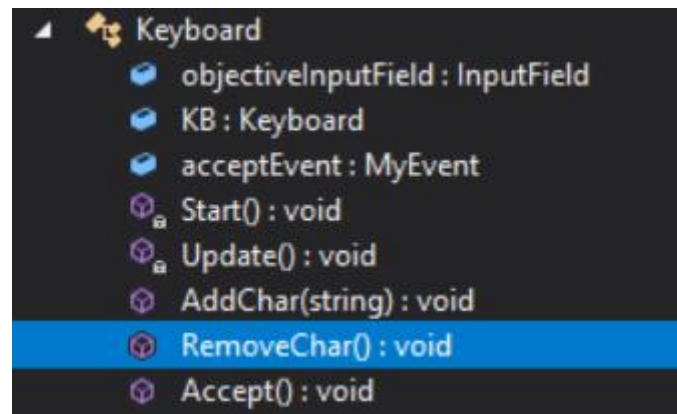 Keyboard
objectiveInputField : InputField
KB : Keyboard
acceptEvent : MyEvent
Start() : void
Update() : void
AddChar(string) : void
RemoveChar() : void
Accept() : void